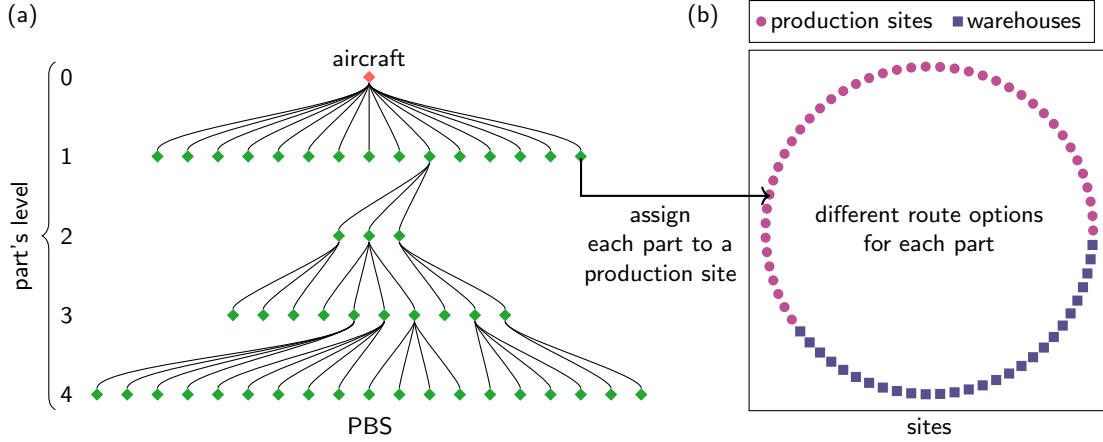 (a)
aircraft
part's level
0
1
2
3
4
PBS
assign
each part to a
production site
(b)
production sites warehouses
different route options
for each part
sites